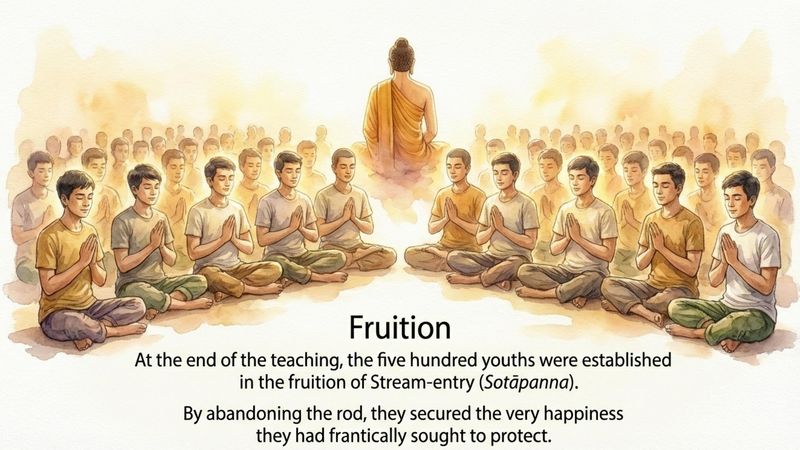 Fruition
At the end of the teaching, the five hundred youths were established
in the fruition of Stream-entry (Sotāpanna).
By abandoning the rod, they secured the very happiness
they had frantically sought to protect.